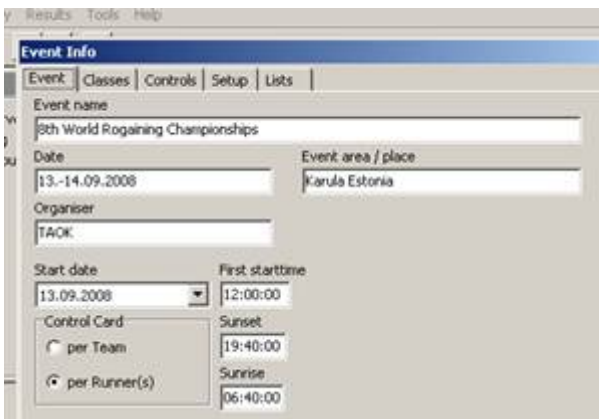 Results Tools Help
Event Info
Event Classes Controls Setup Lists
Event name
8th World Rogaining Championships
Date Event area / place
13.-14.09.2008 Karula Estonia
Organiser
TAOK
Start date First starttime
13.09.2008 12:00:00
Control Card Sunset
per Team 19:40:00
per Runner(s) Sunrise
06:40:00